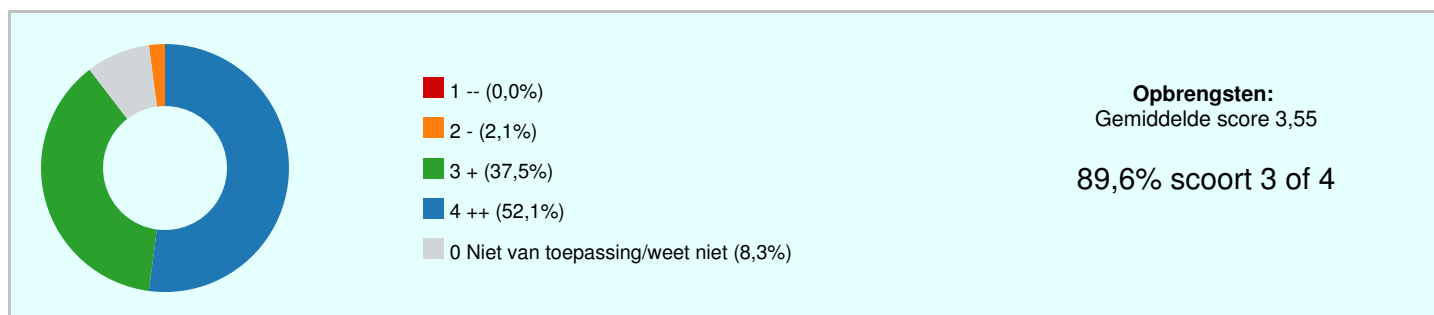 1 -- (0,0%)
2 - (2,1%)
3 + (37,5%)
4 ++ (52,1%)
0 Niet van toepassing/weet niet (8,3%)
Opbrengsten:
Gemiddelde score 3,55
89,6% scoort 3 of 4